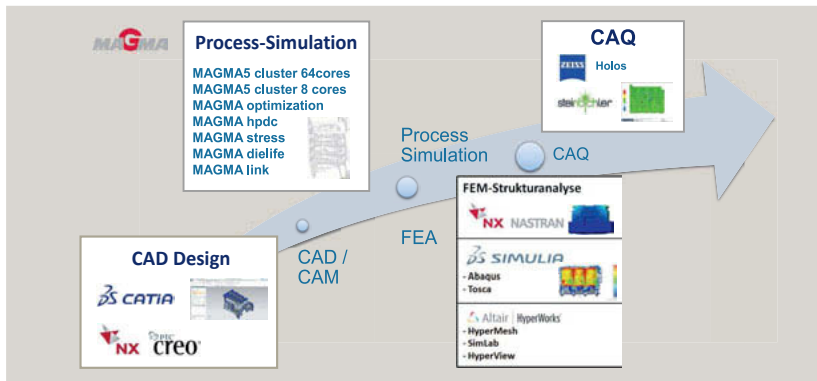 MAGMA
Process-Simulation
MAGMA5 cluster 64cores
MAGMA5 cluster 8 cores
MAGMA optimization
MAGMA hpdc
MAGMA stress
MAGMA dielife
MAGMA link
CAQ
ZEISS
Holos
steinbichler
Process
Simulation
CAQ
FEA
CAD /
CAM
CAD Design
3DS CATIA
NX
PTC
creo®
FEM-Strukturanalyse
NX NASTRAN
3DS SIMULIA
- Abaqus
- Tosca
Altair | HyperWorks®
- HyperMesh
- SimLab
- HyperView